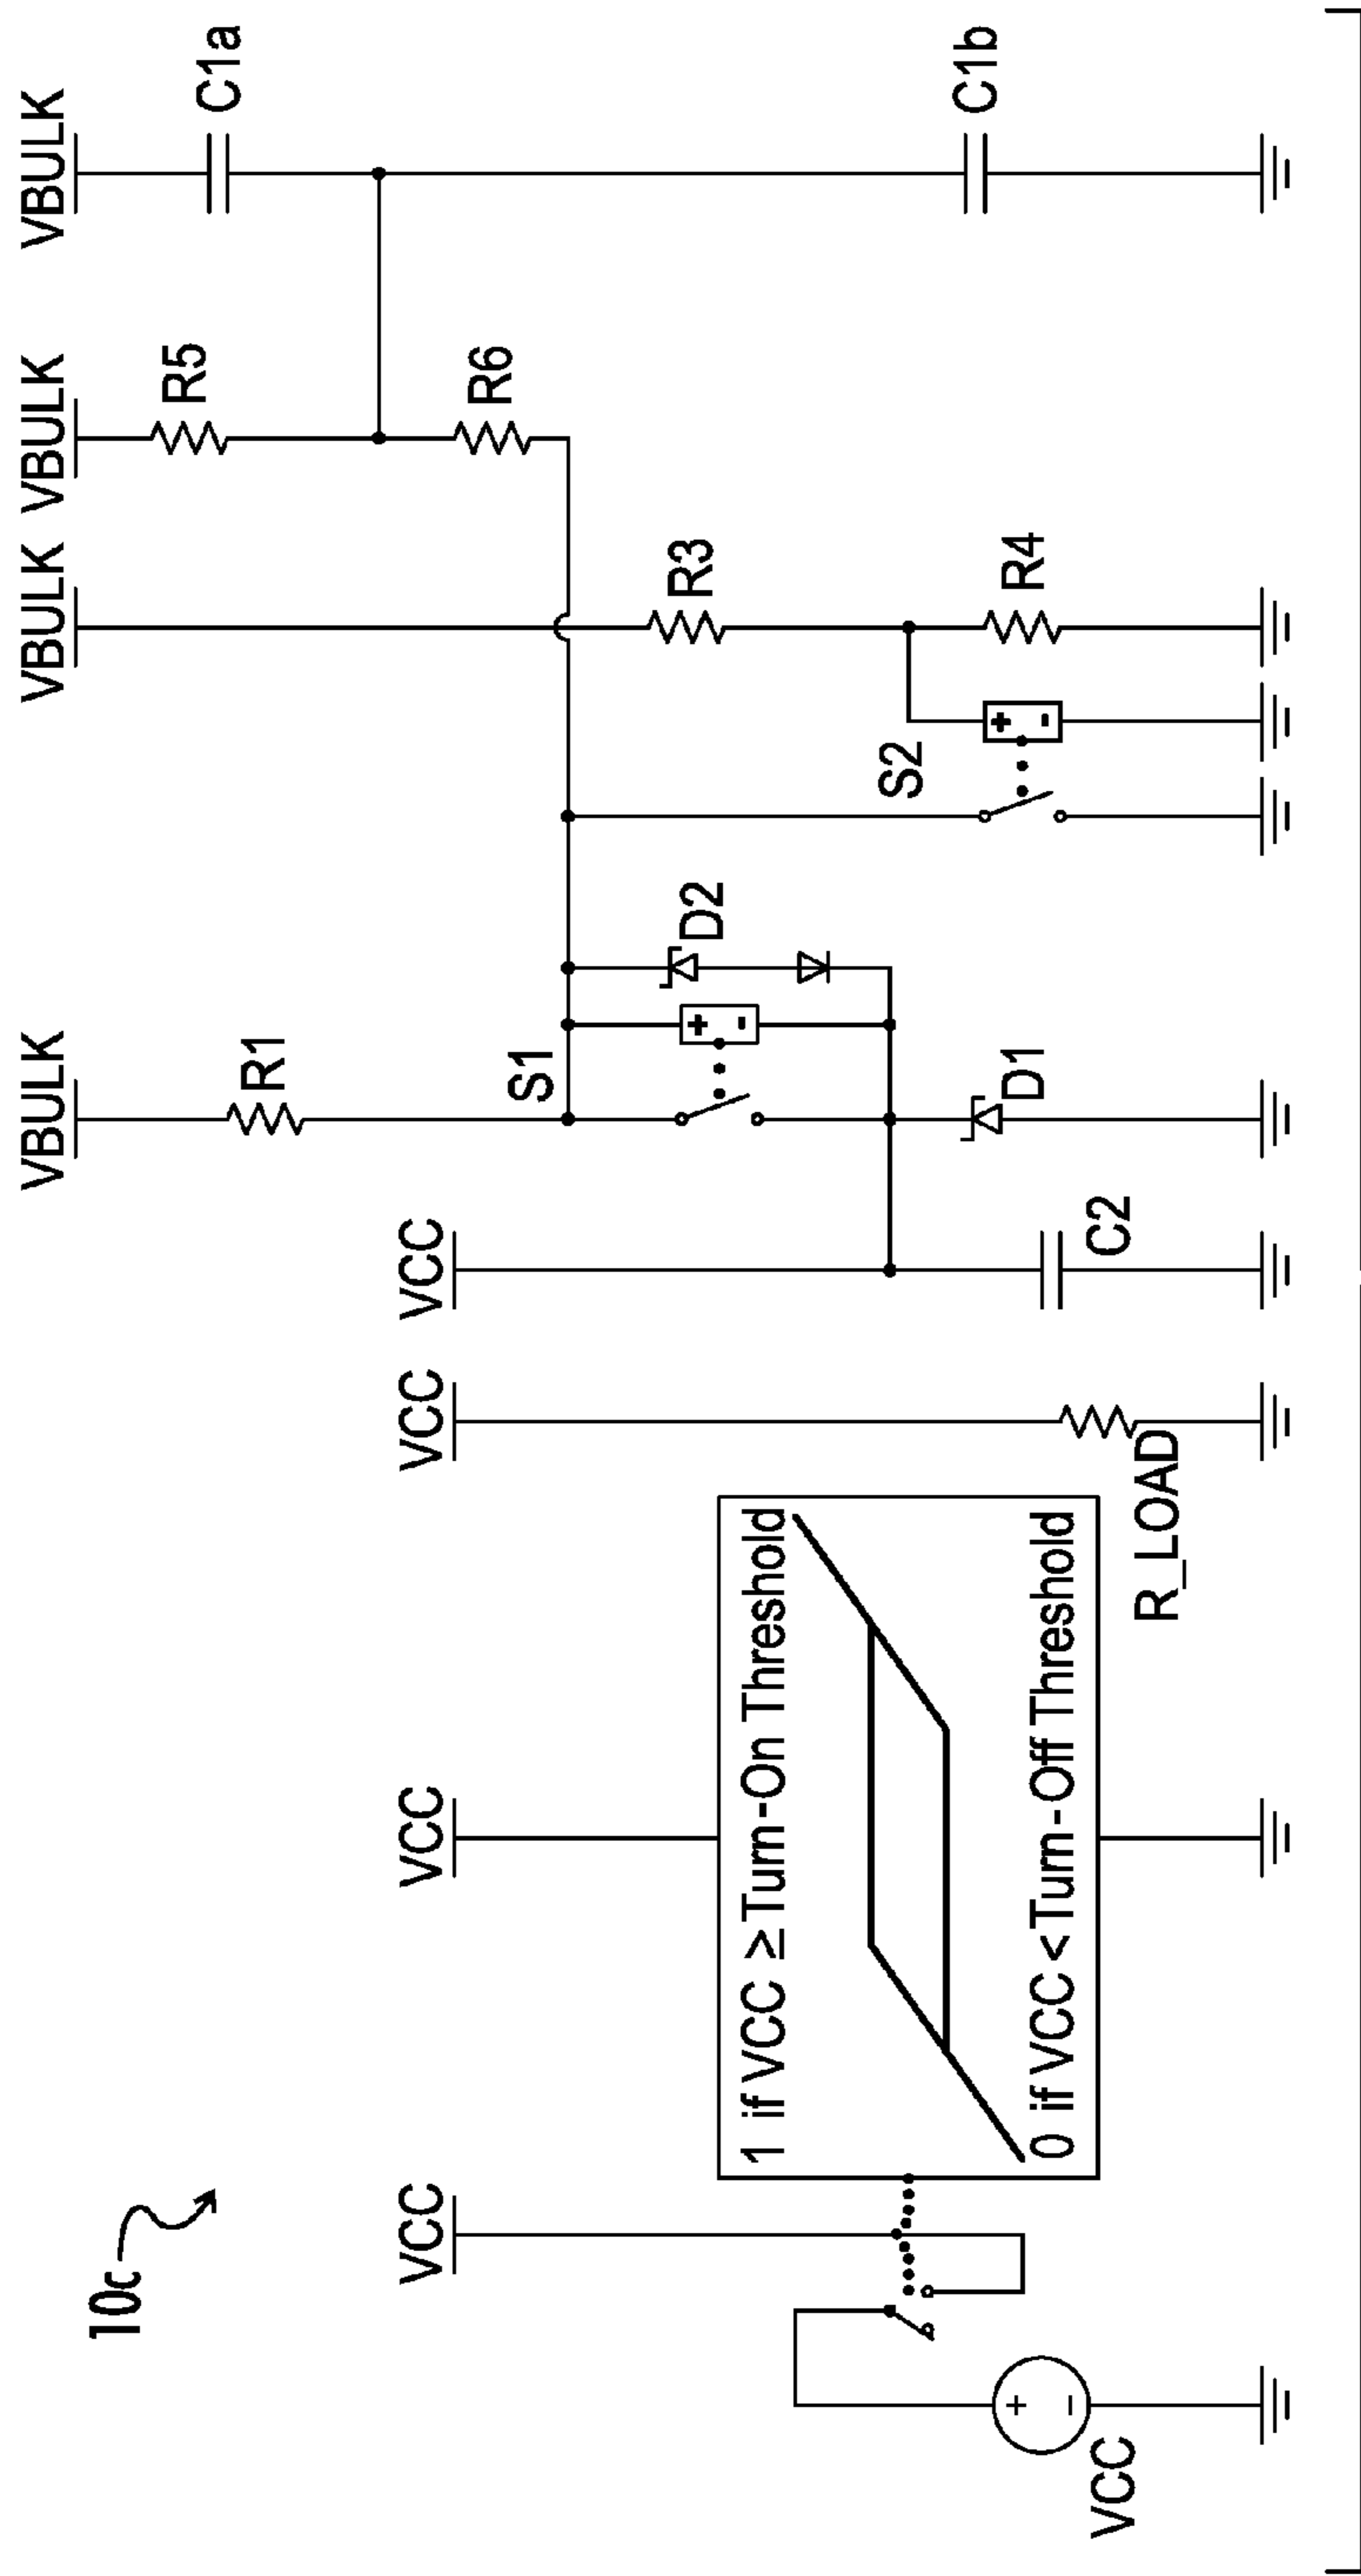 10c
VCC
VCC
VCC
VCC
VBULK
VBULK
VBULK
VBULK
R1
R5
C1a
R6
S1
D2
R3
1 if VCC ≥ Turn-On Threshold
0 if VCC < Turn-Off Threshold
S2
R4
C1b
D1
C2
R_LOAD
VCC
+
-
+
-
+
-